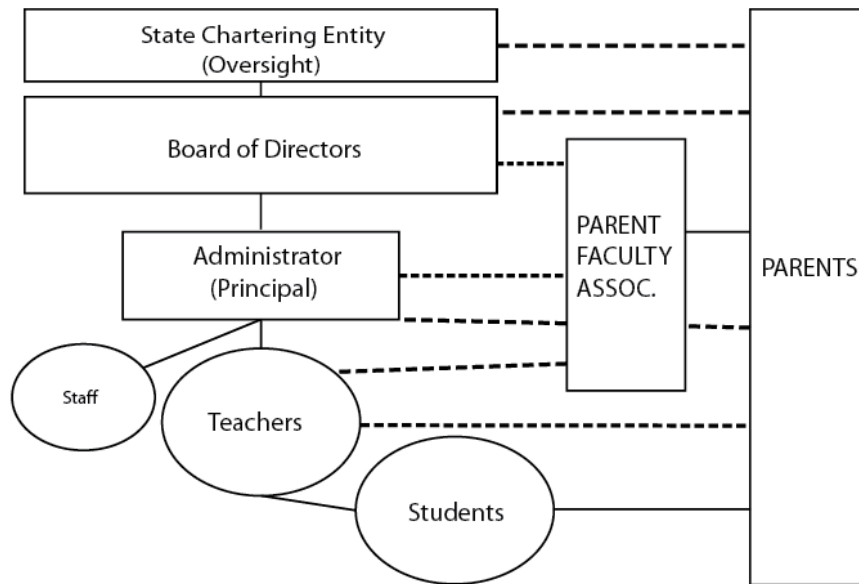 State Chartering Entity
(Oversight)
Board of Directors
PARENT
FACULTY
ASSOC.
PARENTS
Administrator
(Principal)
Staff
Teachers
Students